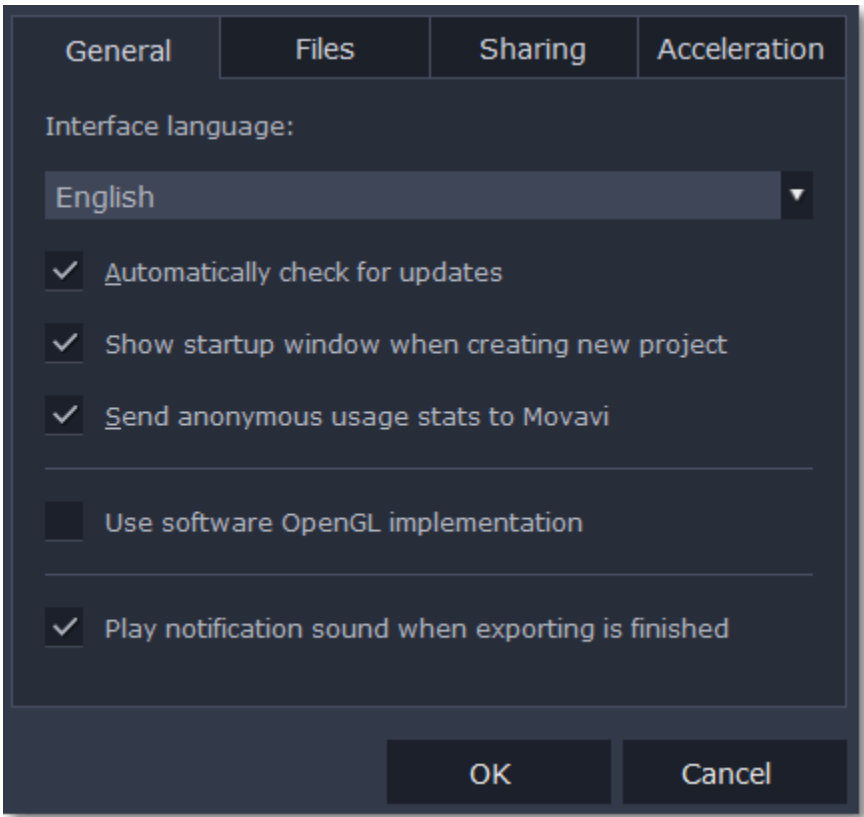 General Files Sharing Acceleration
Interface language:
English
Automatically check for updates
Show startup window when creating new project
Send anonymous usage stats to Movavi
Use software OpenGL implementation
Play notification sound when exporting is finished
OK Cancel